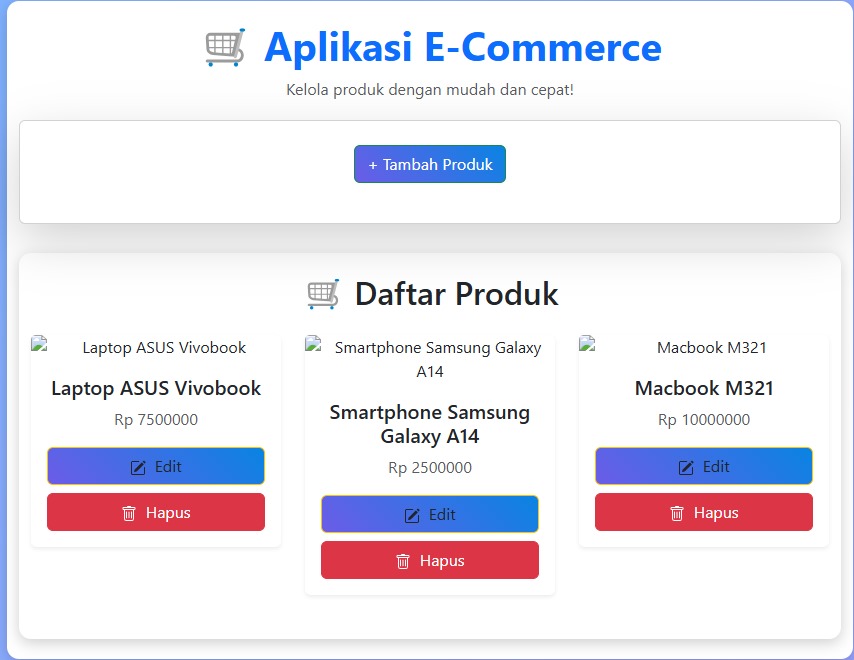 Aplikasi E-Commerce
Kelola produk dengan mudah dan cepat!
+ Tambah Produk
Daftar Produk
Laptop ASUS Vivobook
Laptop ASUS Vivobook
Rp 7500000
Edit
Hapus
Smartphone Samsung Galaxy
A14
Smartphone Samsung
Galaxy A14
Rp 2500000
Edit
Hapus
Macbook M321
Macbook M321
Rp 10000000
Edit
Hapus